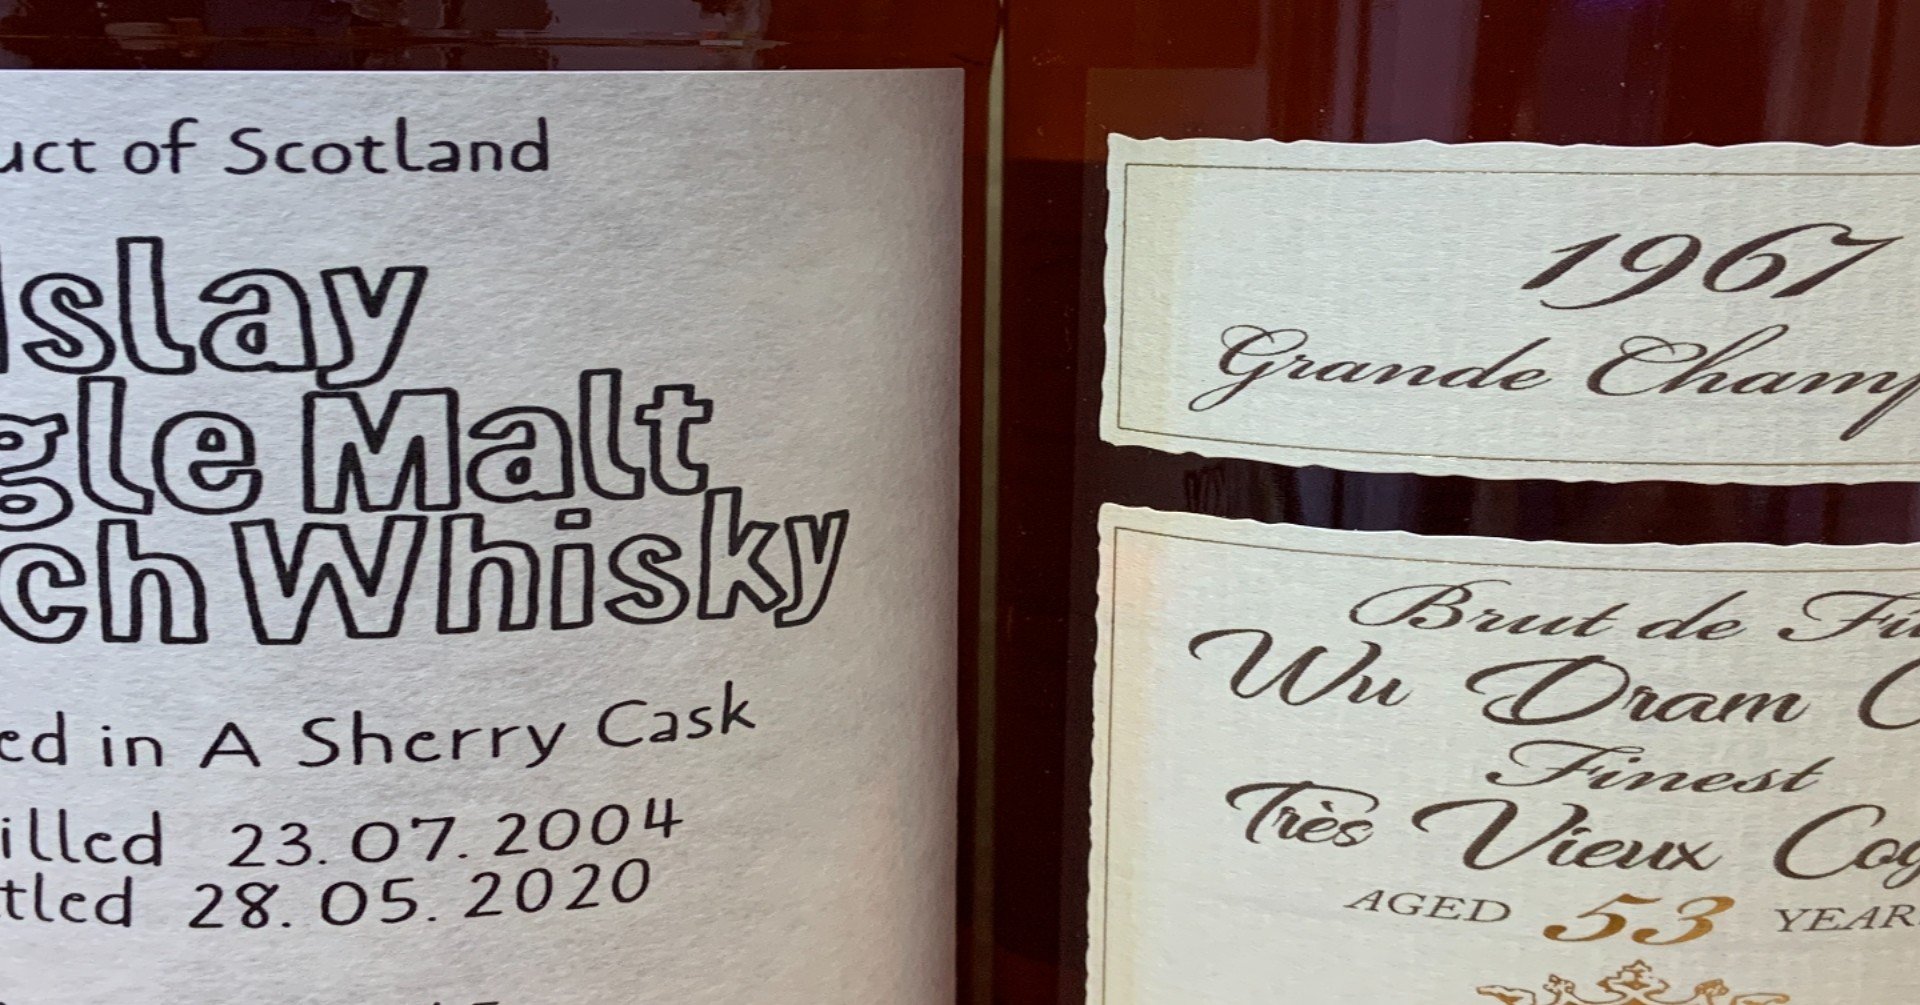 uct of Scotland
Islay
gle Malt
ch Whisky
ed in A Sherry Cask
illed 23.07.2004
tled 28.05.2020
1967
Grande Champ
Brut de Fû
Wu Dram C
Finest
Très Vieux Cog
AGED 53 YEAR